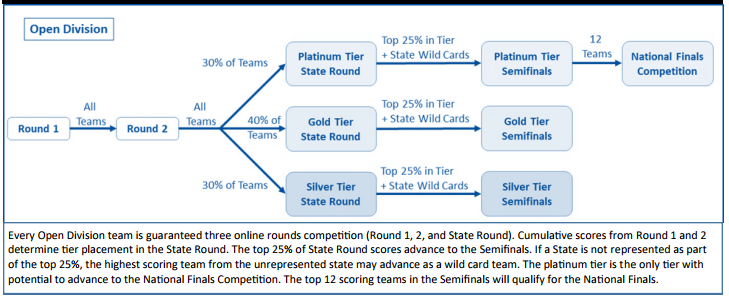 Open Division
30% of Teams
Platinum Tier
State Round
Top 25% in Tier
+ State Wild Cards
Platinum Tier
Semifinals
12
Teams
National Finals
Competition
Round 1
All
Teams
Round 2
All
Teams
40% of
Teams
Gold Tier
State Round
Top 25% in Tier
+ State Wild Cards
Gold Tier
Semifinals
30% of Teams
Silver Tier
State Round
Top 25% in Tier
+ State Wild Cards
Silver Tier
Semifinals
Every Open Division team is guaranteed three online rounds competition (Round 1, 2, and State Round). Cumulative scores from Round 1 and 2
determine tier placement in the State Round. The top 25% of State Round scores advance to the Semifinals. If a State is not represented as part
of the top 25%, the highest scoring team from the unrepresented state may advance as a wild card team. The platinum tier is the only tier with
potential to advance to the National Finals Competition. The top 12 scoring teams in the Semifinals will qualify for the National Finals.